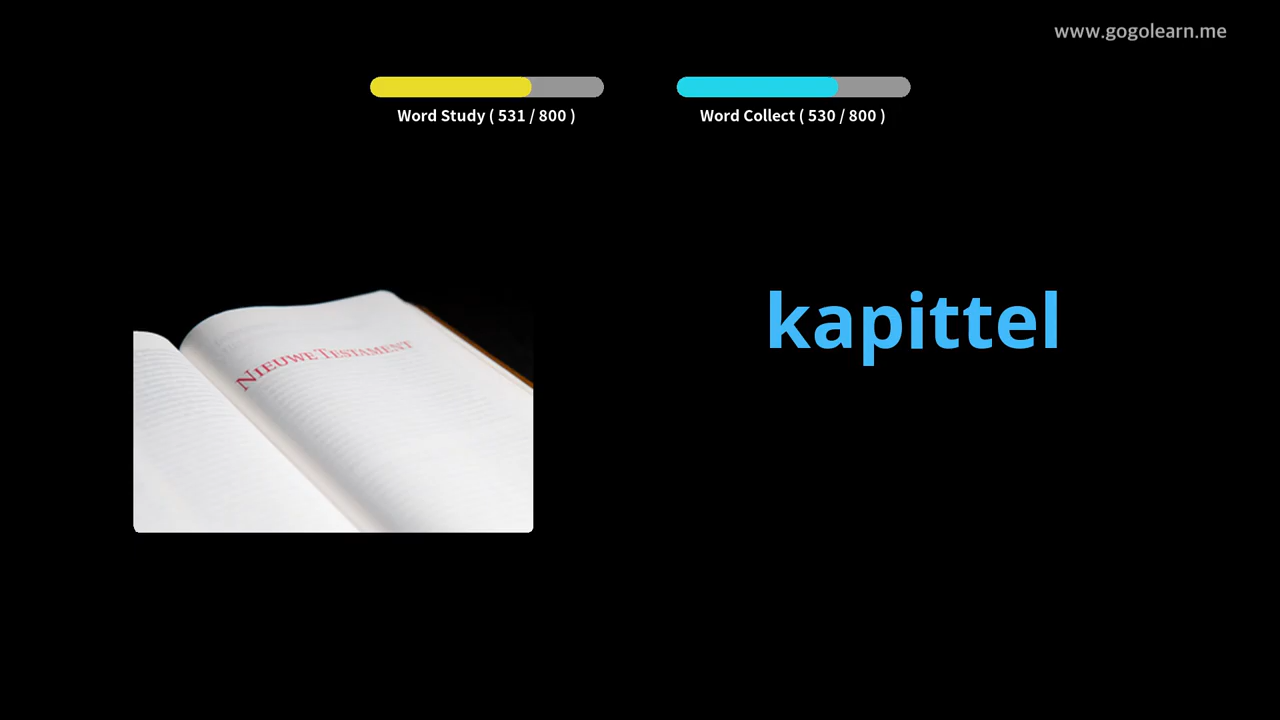 www.gogolearn.me
Word Study ( 531 / 800 )
Word Collect ( 530 / 800 )
kapittel
NIEUWE TESTAMENT